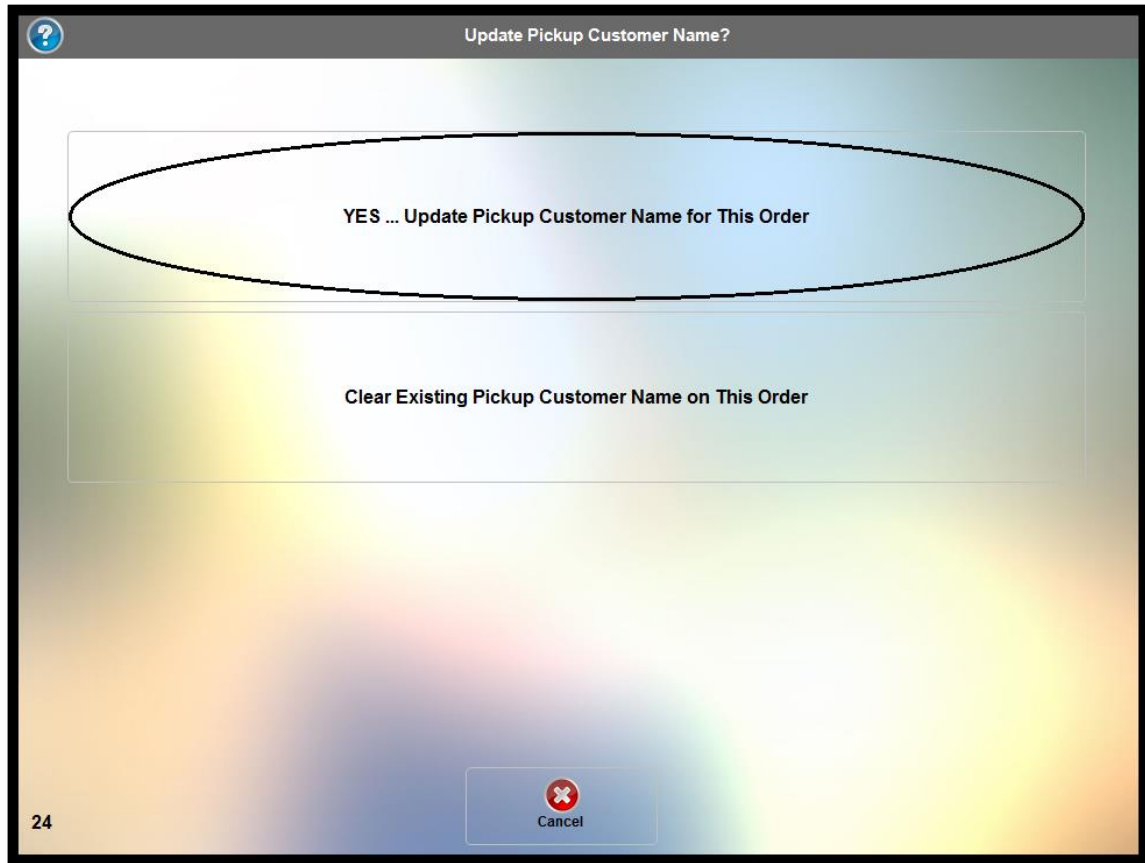 Update Pickup Customer Name?
YES ... Update Pickup Customer Name for This Order
Clear Existing Pickup Customer Name on This Order
Cancel
24